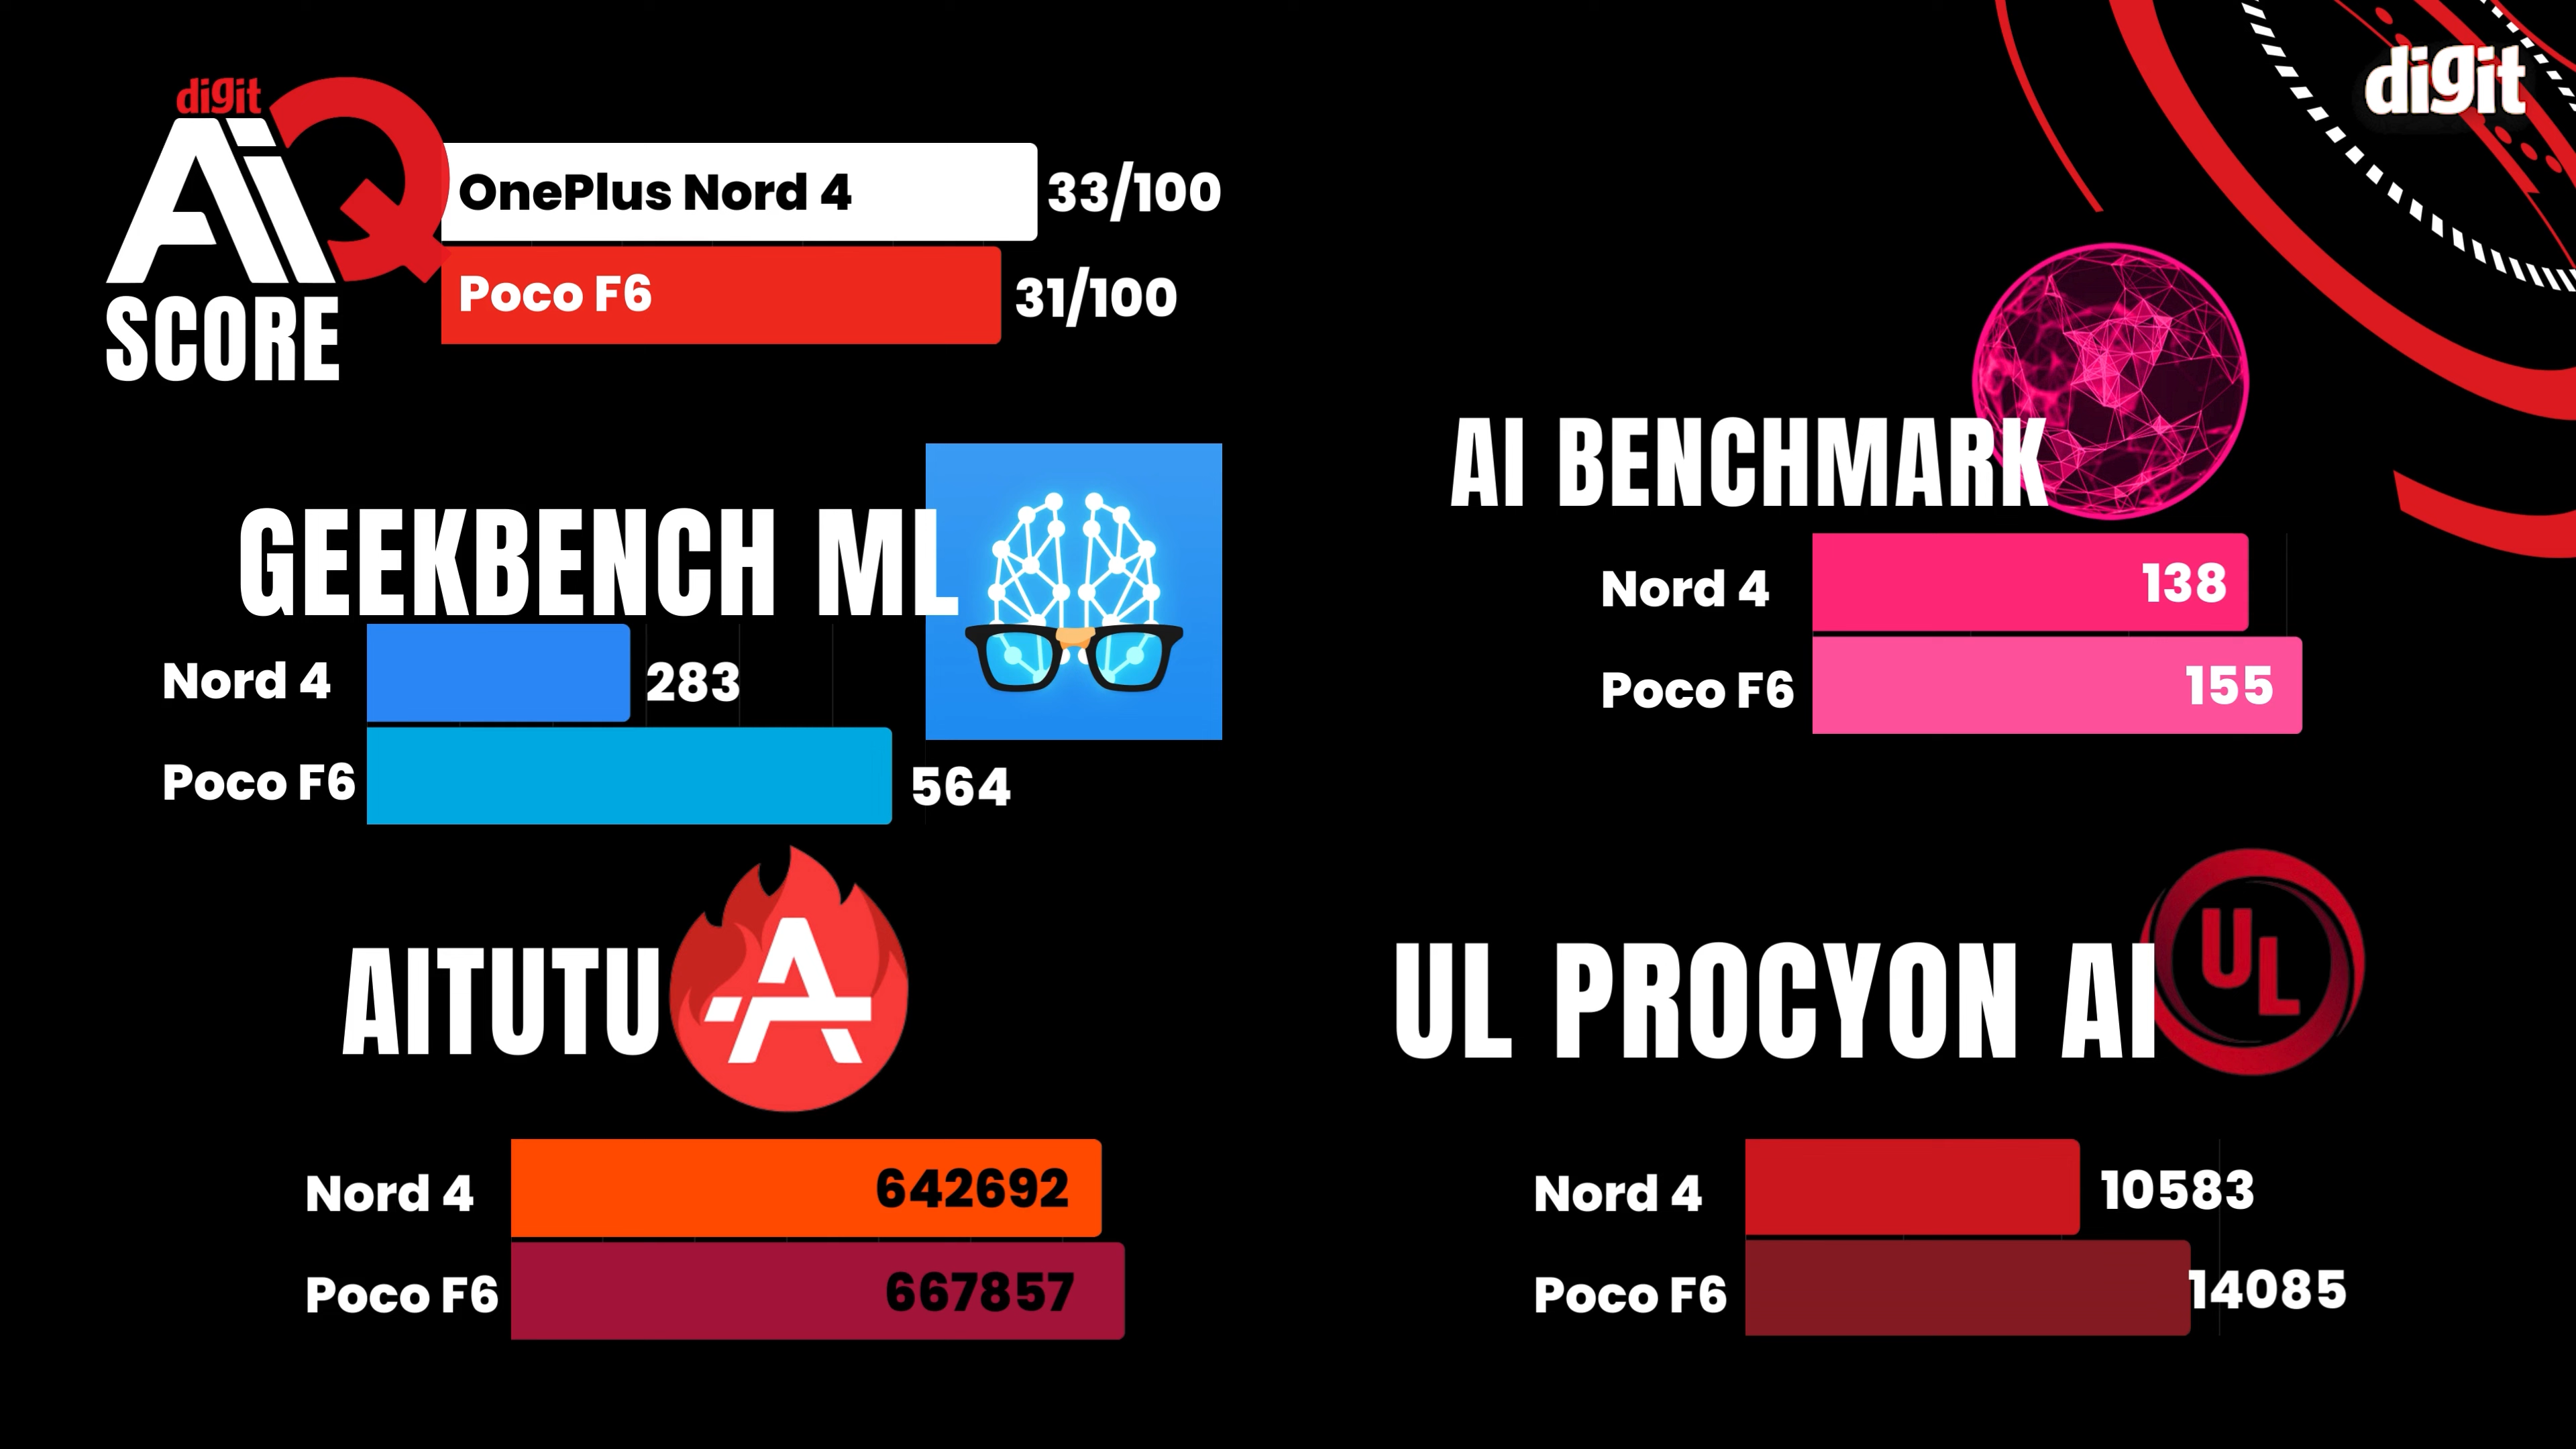 digit
digit
AiQ
SCORE
OnePlus Nord 4 33/100
Poco F6 31/100
GEEKBENCH ML
Nord 4 283
Poco F6 564
AI BENCHMARK
Nord 4 138
Poco F6 155
AITUTU
A
Nord 4 642692
Poco F6 667857
UL PROCYON AI
UL
Nord 4 10583
Poco F6 14085